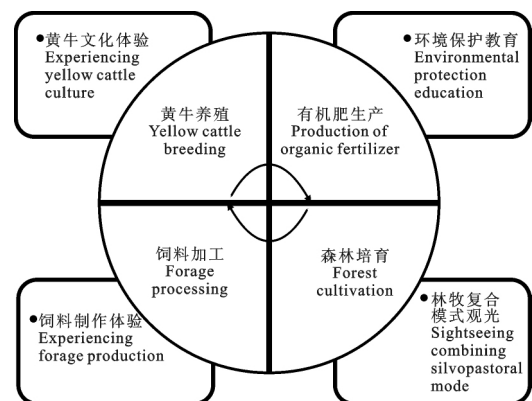 ●黄牛文化体验
Experiencing
yellow cattle
culture
●环境保护教育
Environmental
protection
education
黄牛养殖
Yellow cattle
breeding
有机肥生产
Production of
organic fertilizer
饲料加工
Forage
processing
森林培育
Forest
cultivation
●饲料制作体验
Experiencing
forage production
●林牧复合
模式观光
Sightseeing
combining
silvopastoral
mode